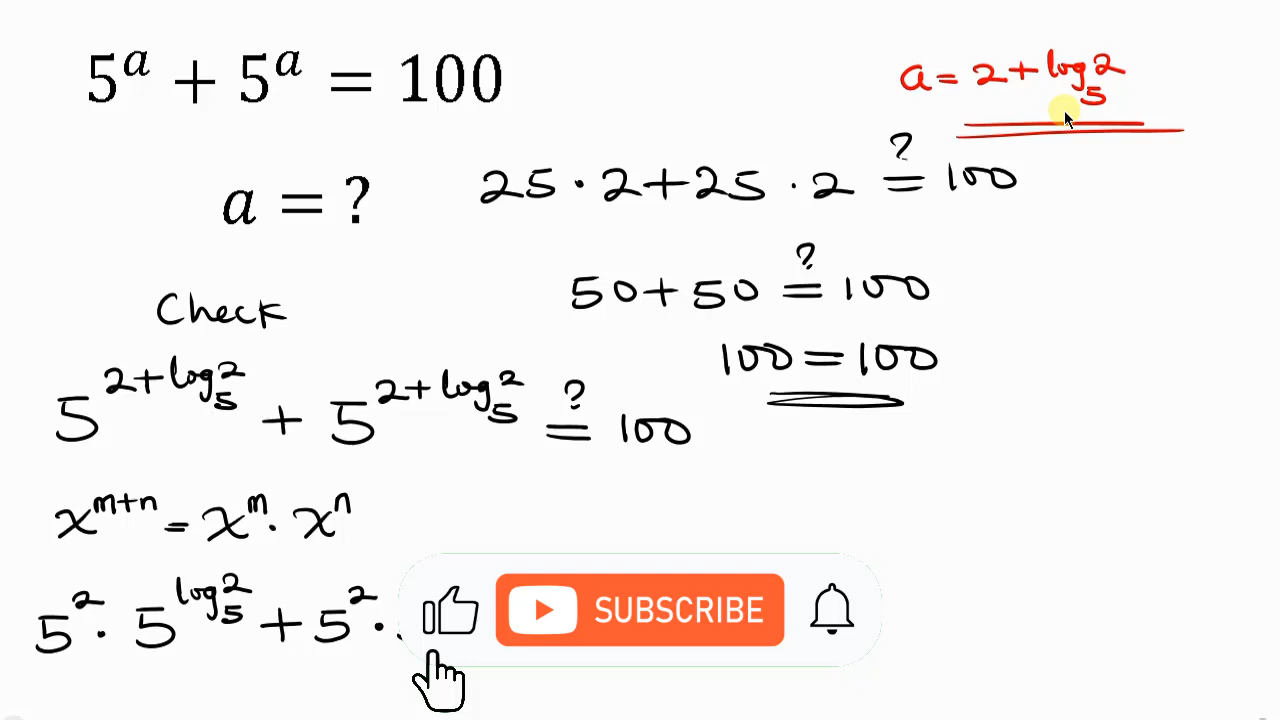 5^a + 5^a = 100
a = ?
a = 2 + log_5 2
25 · 2 + 25 · 2 ?= 100
50 + 50 ?= 100
100 = 100
Check
5^(2 + log_5 2) + 5^(2 + log_5 2) ?= 100
x^(m+n) = x^m · x^n
5^2 · 5^(log_5 2) + 5^2 ·
SUBSCRIBE